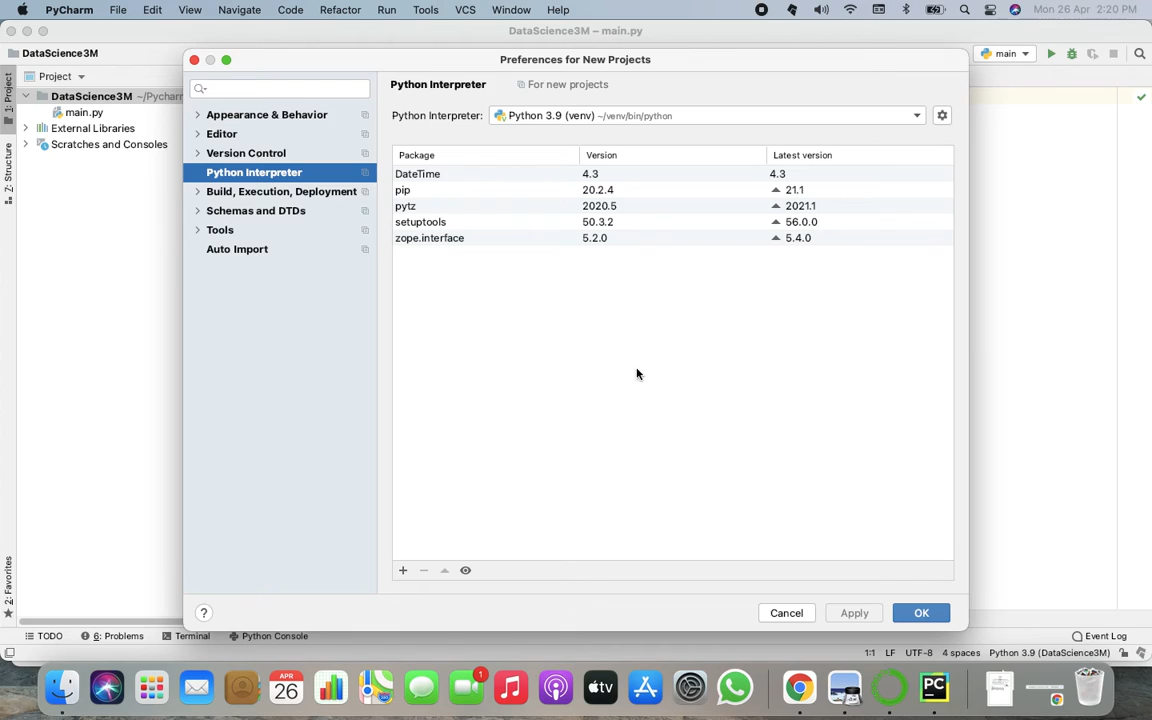 PyCharm File Edit View Navigate Code Refactor Run Tools VCS Window Help Mon 26 Apr 2:20 PM
DataScience3M – main.py
DataScience3M
main
Preferences for New Projects
1: Project
Project
DataScience3M ~/Pycharr
main.py
External Libraries
Scratches and Consoles
Z: Structure
2: Favorites
Appearance & Behavior
Editor
Version Control
Python Interpreter
Build, Execution, Deployment
Schemas and DTDs
Tools
Auto Import
Python Interpreter For new projects
Python Interpreter: Python 3.9 (venv) ~/venv/bin/python
Package Version Latest version
DateTime 4.3 4.3
pip 20.2.4 21.1
pytz 2020.5 2021.1
setuptools 50.3.2 56.0.0
zope.interface 5.2.0 5.4.0
?
Cancel Apply OK
TODO 6: Problems Terminal Python Console Event Log
1:1 LF UTF-8 4 spaces Python 3.9 (DataScience3M)
APR
26
1
tv
PC